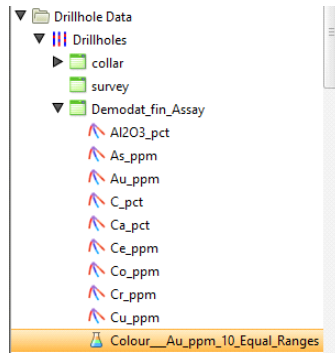 Drillhole Data
Drillholes
collar
survey
Demodat_fin_Assay
Al2O3_pct
As_ppm
Au_ppm
C_pct
Ca_pct
Ce_ppm
Co_ppm
Cr_ppm
Cu_ppm
Colour__Au_ppm_10_Equal_Ranges